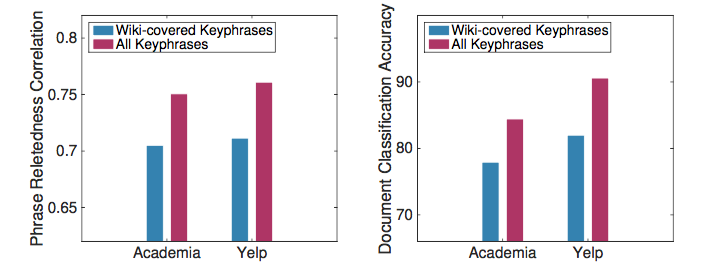 Phrase Reletedness Correlation
0.8
0.75
0.7
0.65
Wiki-covered Keyphrases
All Keyphrases
Academia
Yelp
Document Classification Accuracy
90
80
70
Wiki-covered Keyphrases
All Keyphrases
Academia
Yelp